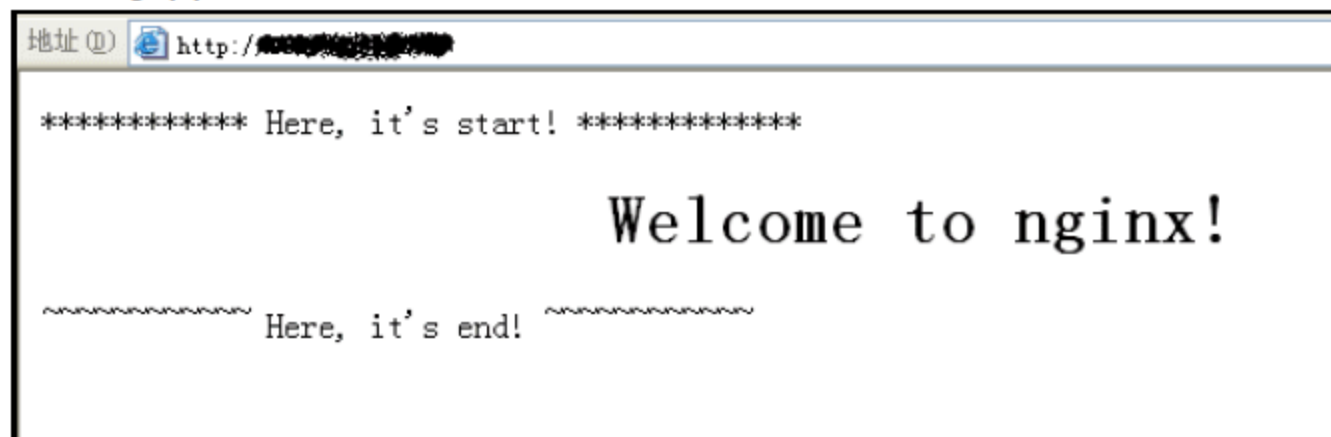 地址(D) http:/
************ Here, it's start! *************
Welcome to nginx!
~~~~~~~~~~~~ Here, it's end! ~~~~~~~~~~~~